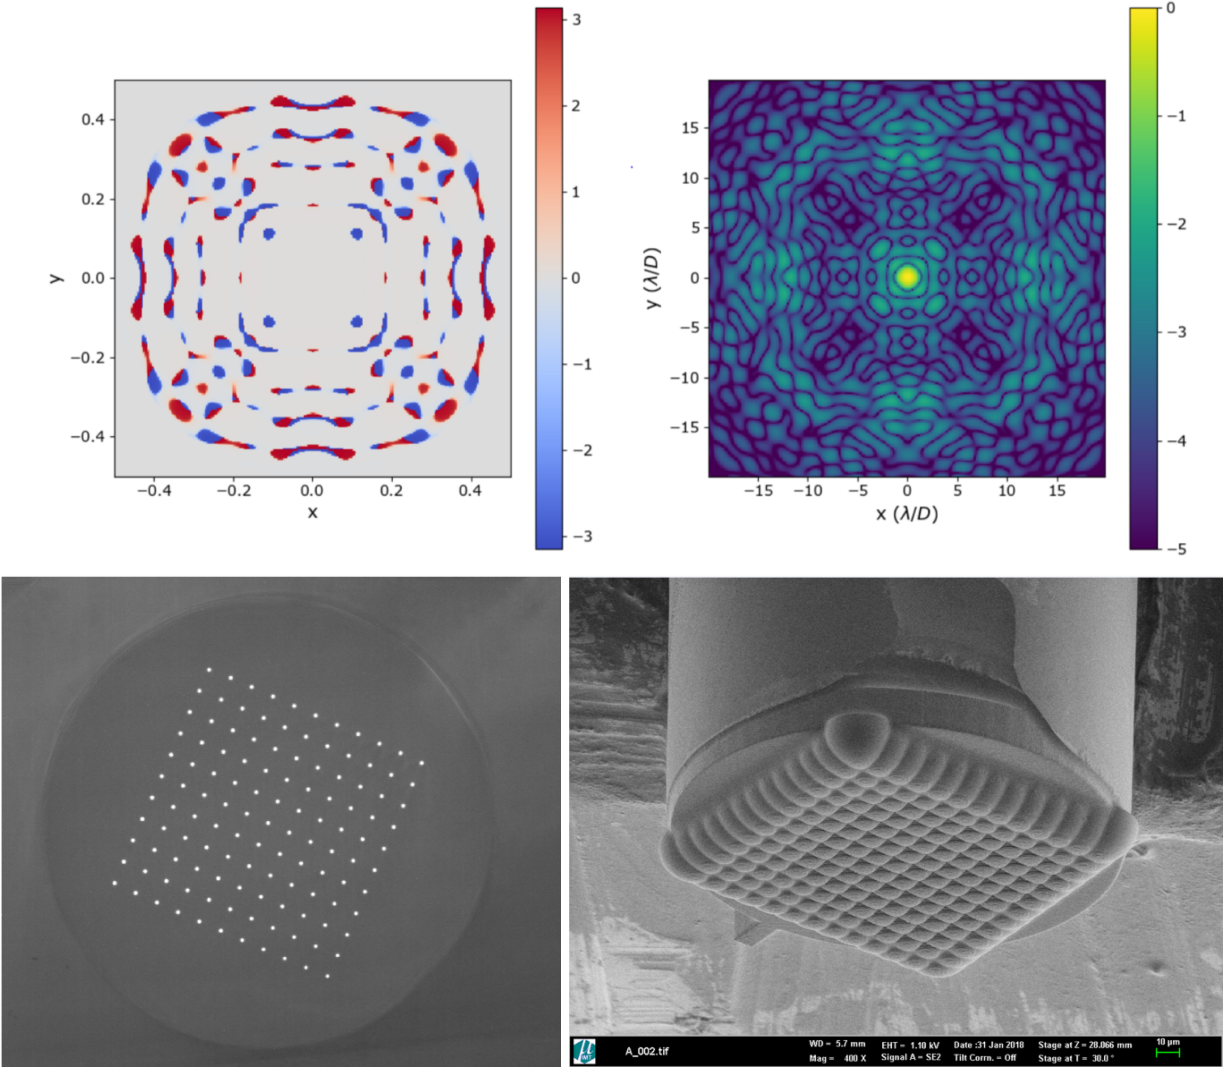 3
2
1
0
−1
−2
−3
0.4
0.2
0.0
−0.2
−0.4
y
−0.4 −0.2 0.0 0.2 0.4
x
0
−1
−2
−3
−4
−5
15
10
5
0
−5
−10
−15
y (λ/D)
−15 −10 −5 0 5 10 15
x (λ/D)
μ
IMT
A_002.tif
WD = 5.7 mm EHT = 1.10 kV Date :31 Jan 2018 Stage at Z = 28.066 mm 10 µm
Mag = 400 X Signal A = SE2 Tilt Corrn. = Off Stage at T = 30.0 °